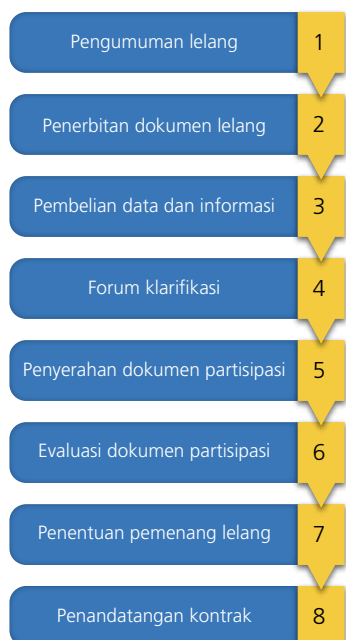 Pengumuman lelang 1
Penerbitan dokumen lelang 2
Pembelian data dan informasi 3
Forum klarifikasi 4
Penyerahan dokumen partisipasi 5
Evaluasi dokumen partisipasi 6
Penentuan pemenang lelang 7
Penandatangan kontrak 8